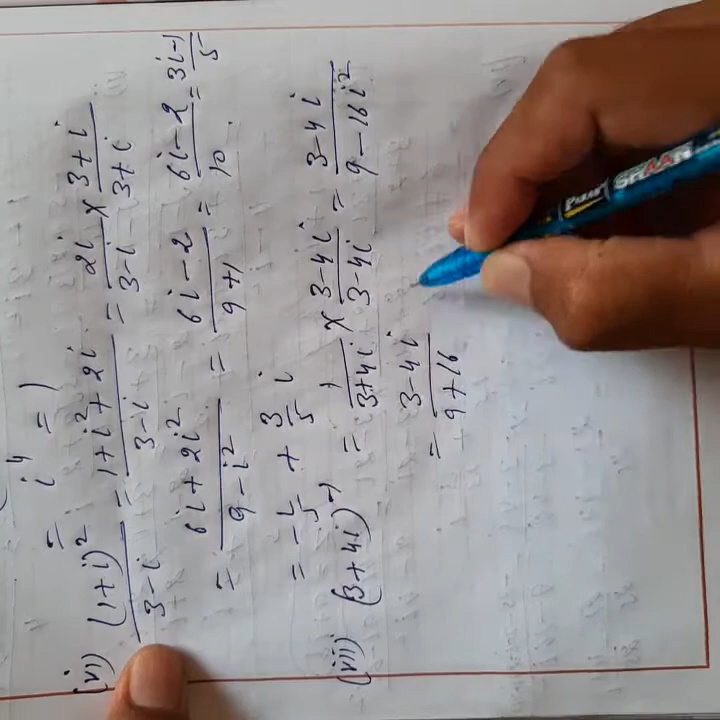 = i⁴ = 1
(vi) (1+i)²/3-i = 1+i²+2i/3-i = 2i/3-i × 3+i/3+i
= 6i+2i²/9-i² = 6i-2/9+1 = 6i-2/10 = 3i-1/5
= -1/5 + 3/5 i
(vii) (3+4i)⁻¹ = 1/3+4i × 3-4i/3-4i = 3-4i/9-16i²
= 3-4i/9+16
SHAAN